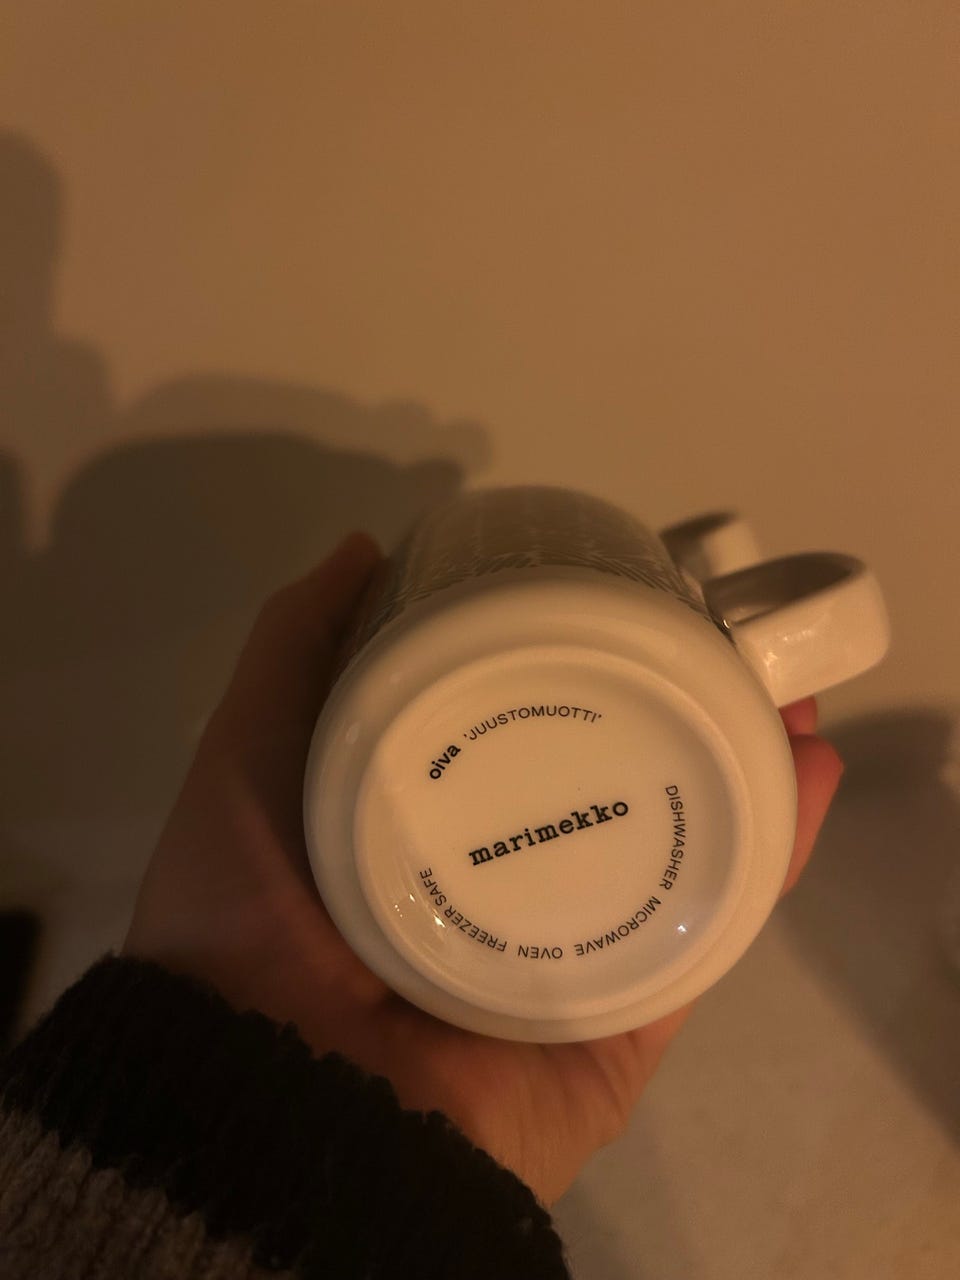 oiva 'JUUSTOMUOTTI'
marimekko
DISHWASHER MICROWAVE OVEN FREEZER SAFE